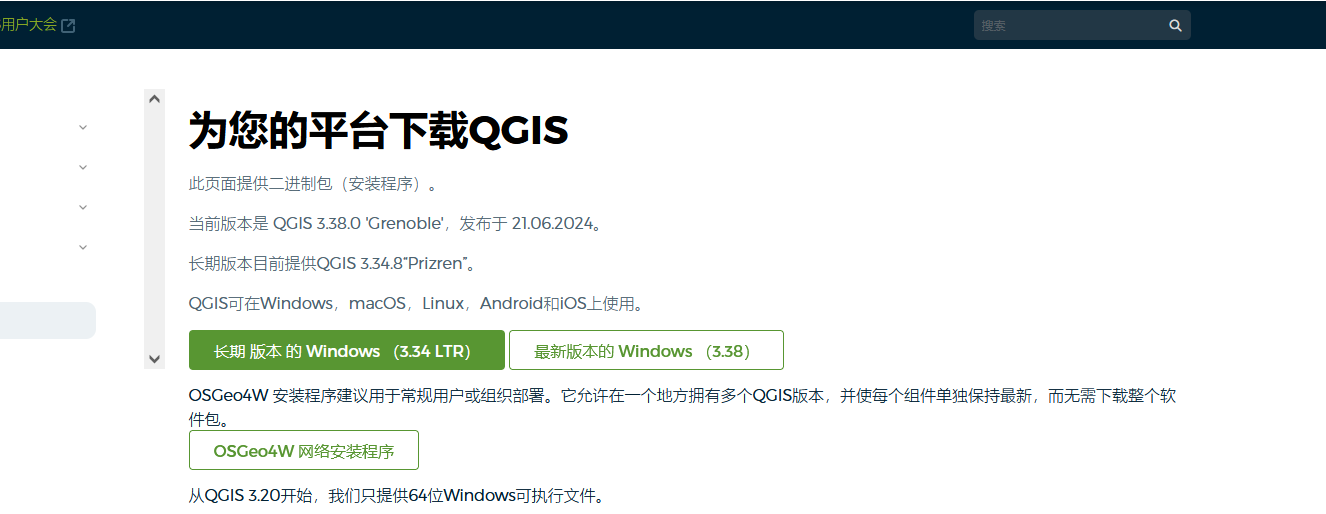 用户大会
搜索
为您的平台下载QGIS
此页面提供二进制包（安装程序）。
当前版本是 QGIS 3.38.0 'Grenoble'，发布于 21.06.2024。
长期版本目前提供QGIS 3.34.8“Prizren”。
QGIS可在Windows，macOS，Linux，Android和iOS上使用。
长期 版本 的 Windows （3.34 LTR） 最新版本的 Windows （3.38）
OSGeo4W 安装程序建议用于常规用户或组织部署。它允许在一个地方拥有多个QGIS版本，并使每个组件单独保持最新，而无需下载整个软
件包。
OSGeo4W 网络安装程序
从QGIS 3.20开始，我们只提供64位Windows可执行文件。